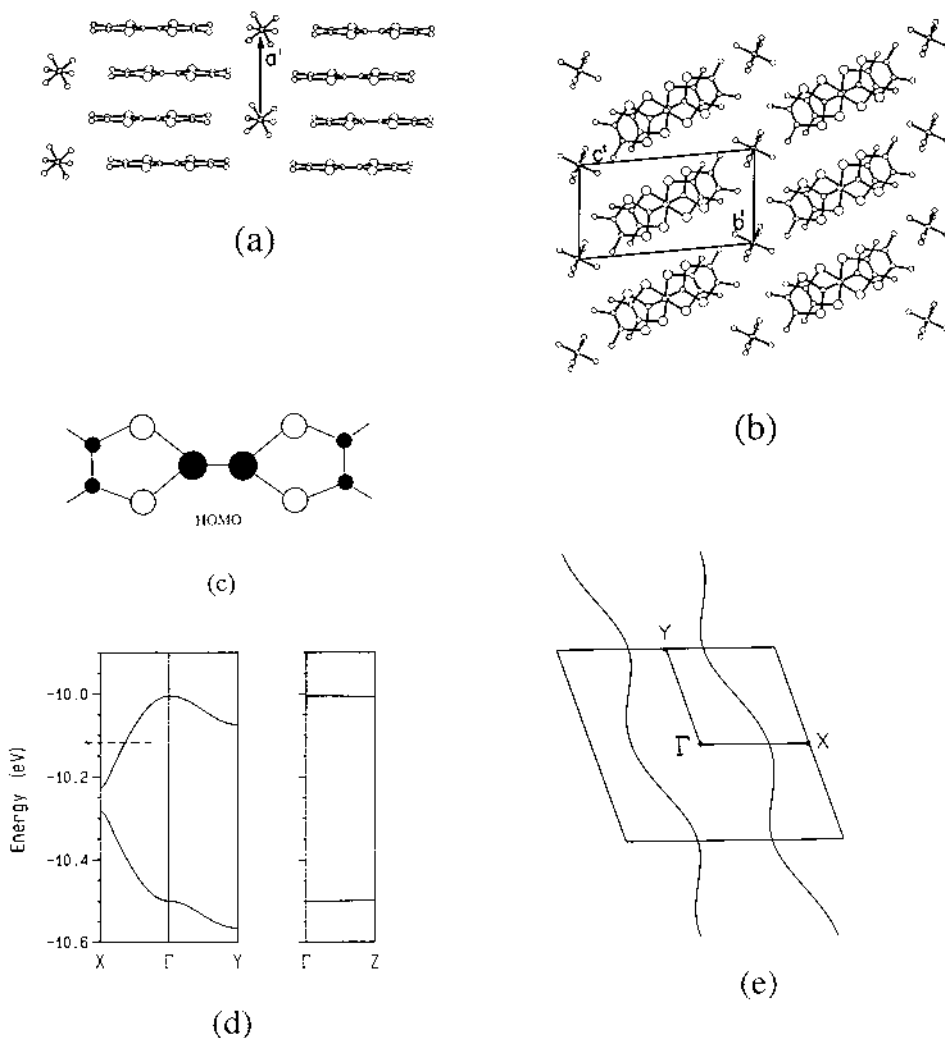 a'
(a)
c'
b'
(b)
HOMO
(c)
Energy (eV)
-10.0
-10.2
-10.4
-10.6
X Γ Y
Γ Z
(d)
Y
Γ
X
(e)